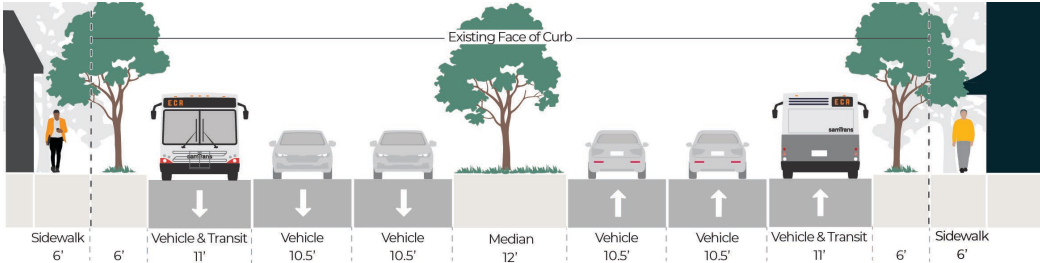 Existing Face of Curb
ECR
ECR
samTrans
samTrans
Sidewalk
Vehicle & Transit
Vehicle
Vehicle
Median
Vehicle
Vehicle
Vehicle & Transit
Sidewalk
6’
6’
11’
10.5’
10.5’
12’
10.5’
10.5’
11’
6’
6’